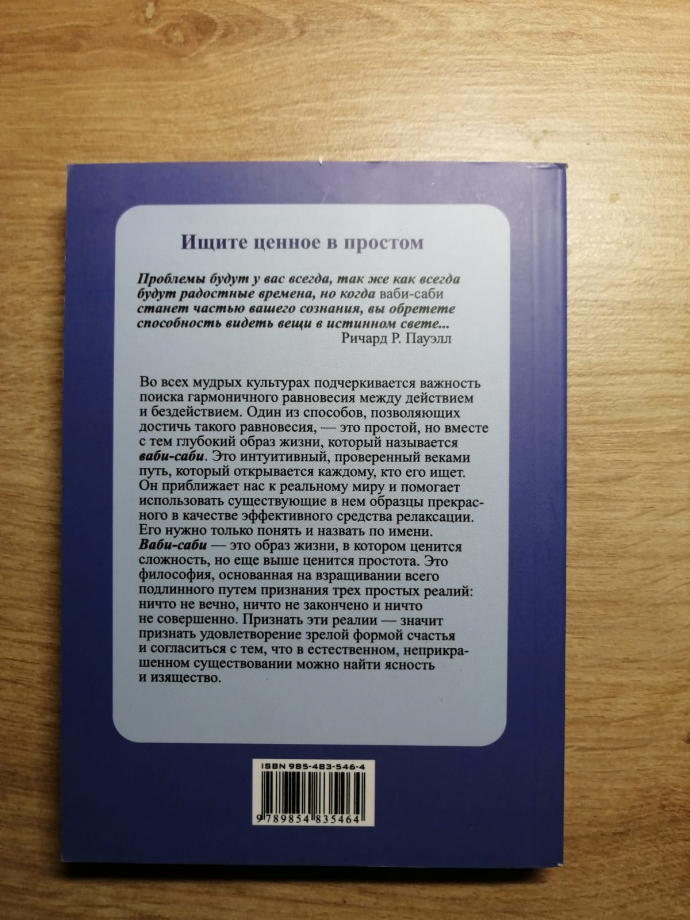 Ищите ценное в простом
Проблемы будут у вас всегда, так же как всегда
будут радостные времена, но когда ваби-саби
станет частью вашего сознания, вы обретете
способность видеть вещи в истинном свете...
Ричард Р. Пауэлл
Во всех мудрых культурах подчеркивается важность
поиска гармоничного равновесия между действием
и бездействием. Один из способов, позволяющих
достичь такого равновесия, — это простой, но вместе
с тем глубокий образ жизни, который называется
ваби-саби. Это интуитивный, проверенный веками
путь, который открывается каждому, кто его ищет.
Он приближает нас к реальному миру и помогает
использовать существующие в нем образцы прекрас-
ного в качестве эффективного средства релаксации.
Его нужно только понять и назвать по имени.
Ваби-саби — это образ жизни, в котором ценится
сложность, но еще выше ценится простота. Это
философия, основанная на взращивании всего
подлинного путем признания трех простых реалий:
ничто не вечно, ничто не закончено и ничто
не совершенно. Признать эти реалии — значит
признать удовлетворение зрелой формой счастья
и согласиться с тем, что в естественном, неприкра-
шенном существовании можно найти ясность
и изящество.
ISBN 985-483-546-4
9 789854 835464